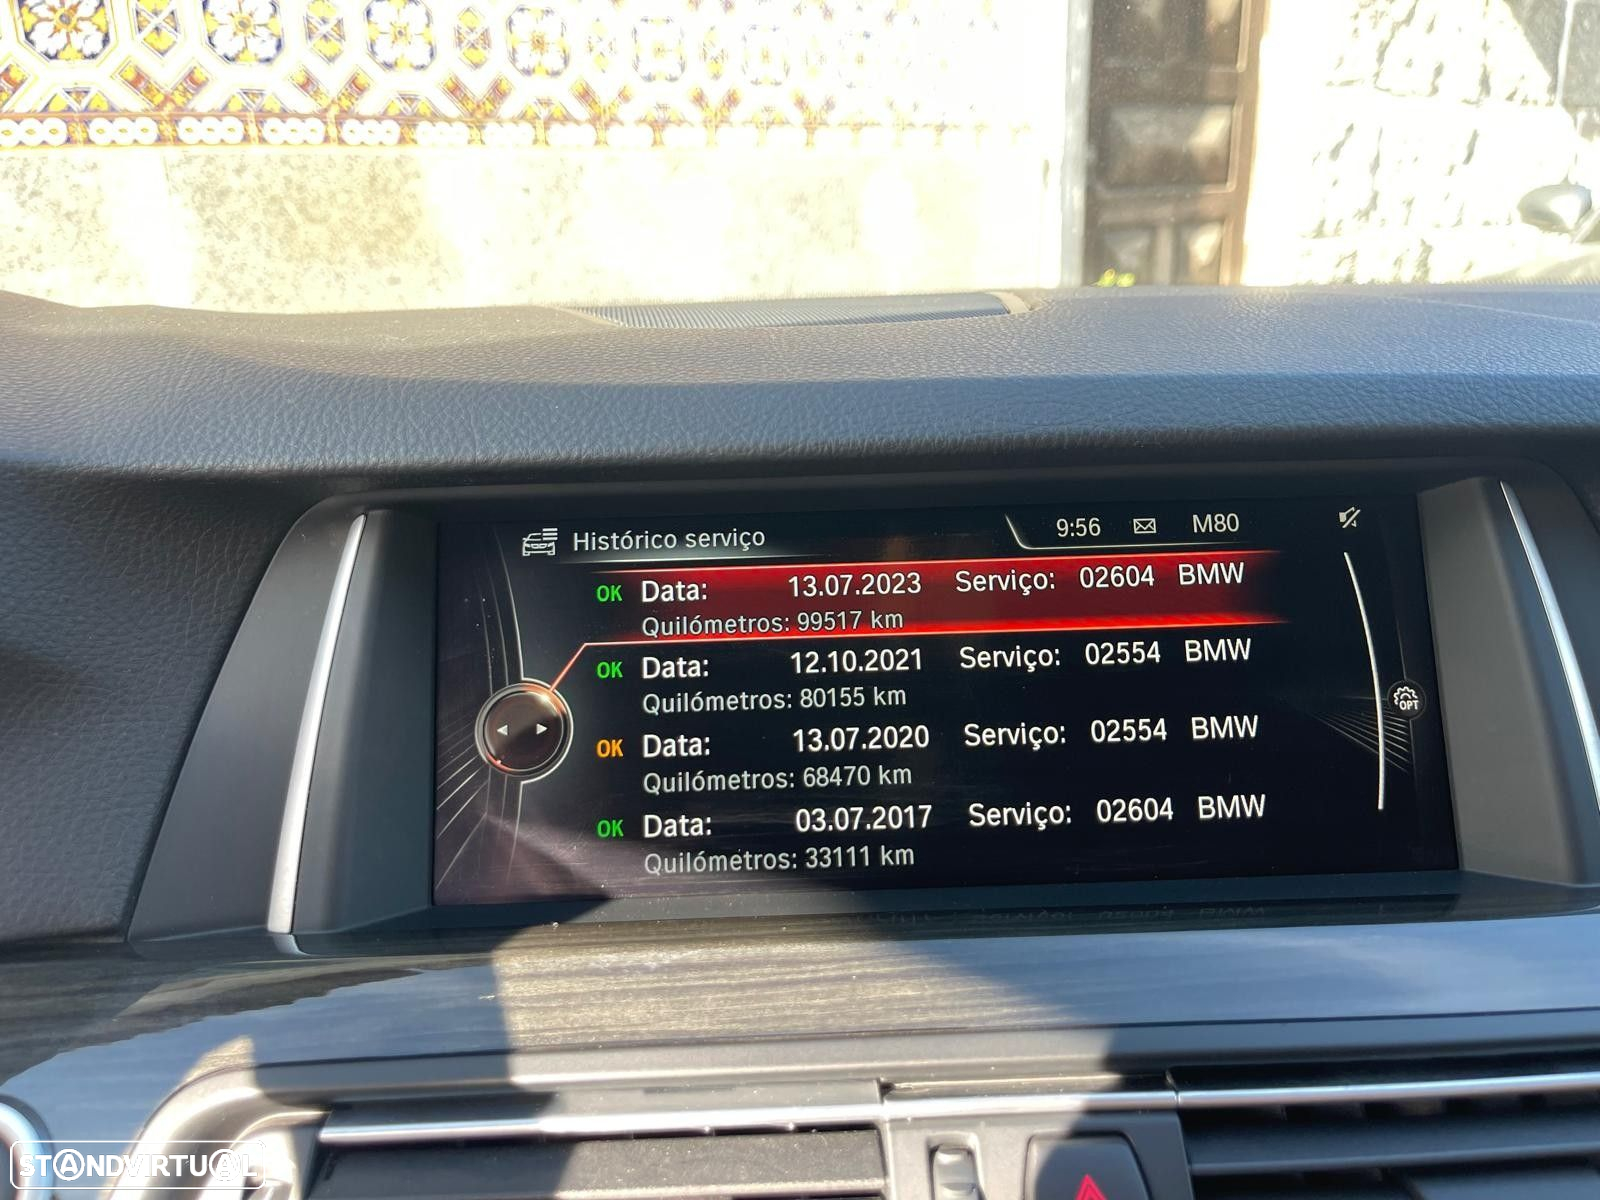 Histórico serviço 9:56 M80
OK Data: 13.07.2023 Serviço: 02604 BMW
Quilómetros: 99517 km
OK Data: 12.10.2021 Serviço: 02554 BMW
Quilómetros: 80155 km
OK Data: 13.07.2020 Serviço: 02554 BMW
Quilómetros: 68470 km
OK Data: 03.07.2017 Serviço: 02604 BMW
Quilómetros: 33111 km
OPT
STANDVIRTUAL